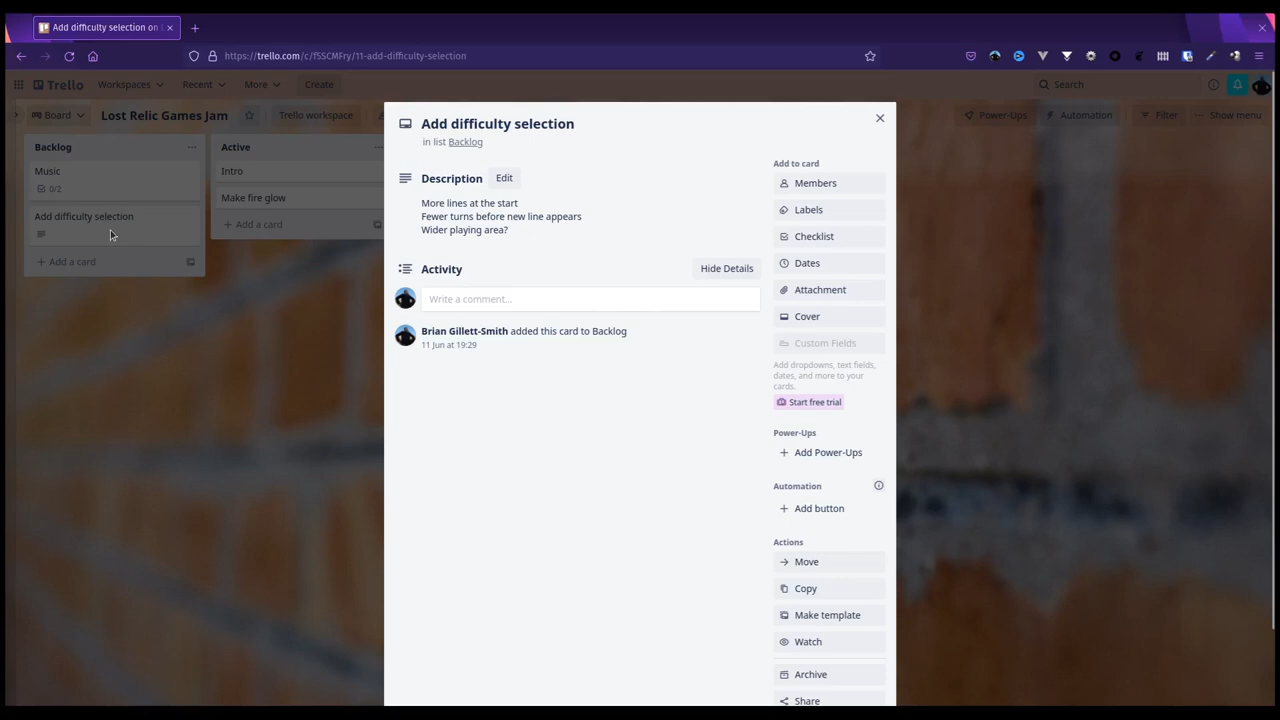 Add difficulty selection on
https://trello.com/c/fSSCMFry/11-add-difficulty-selection
Trello
Workspaces
Recent
More
Create
Search
Board
Lost Relic Games Jam
Trello workspace
Power-Ups
Automation
Filter
Show menu
Backlog
Music
0/2
Add difficulty selection
Add a card
Active
Intro
Make fire glow
Add a card
Add difficulty selection
in list Backlog
Description
Edit
More lines at the start
Fewer turns before new line appears
Wider playing area?
Activity
Hide Details
Write a comment...
Brian Gillett-Smith added this card to Backlog
11 Jun at 19:29
Add to card
Members
Labels
Checklist
Dates
Attachment
Cover
Custom Fields
Add dropdowns, text fields,
dates, and more to your
cards.
Start free trial
Power-Ups
Add Power-Ups
Automation
Add button
Actions
Move
Copy
Make template
Watch
Archive
Share